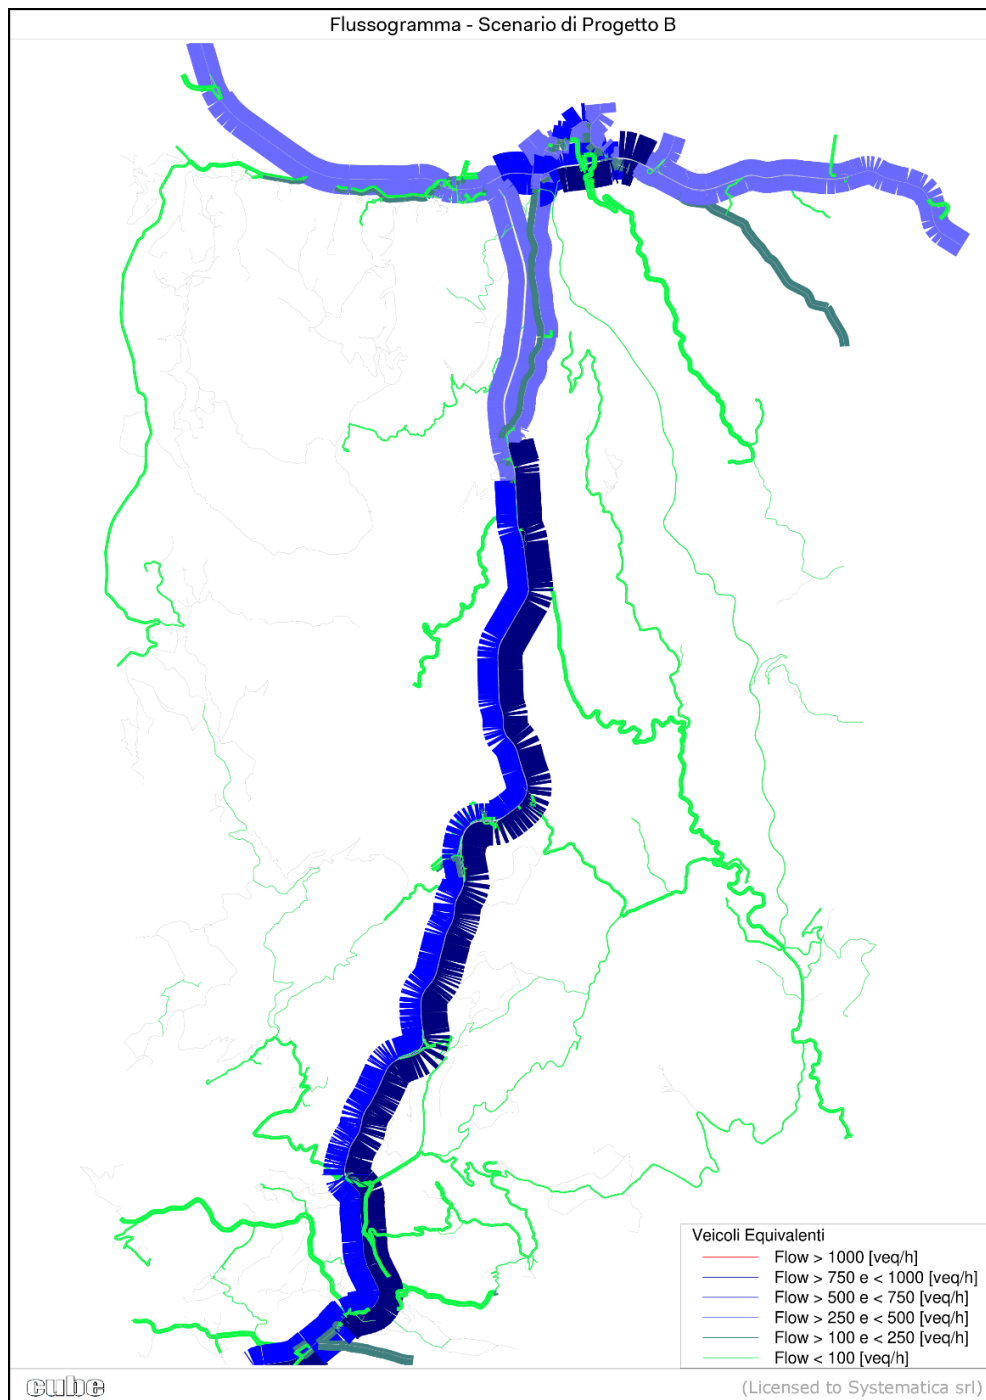 Flussogramma - Scenario di Progetto B
Veicoli Equivalenti
Flow > 1000 [veq/h]
Flow > 750 e < 1000 [veq/h]
Flow > 500 e < 750 [veq/h]
Flow > 250 e < 500 [veq/h]
Flow > 100 e < 250 [veq/h]
Flow < 100 [veq/h]
cube
(Licensed to Systematica srl)